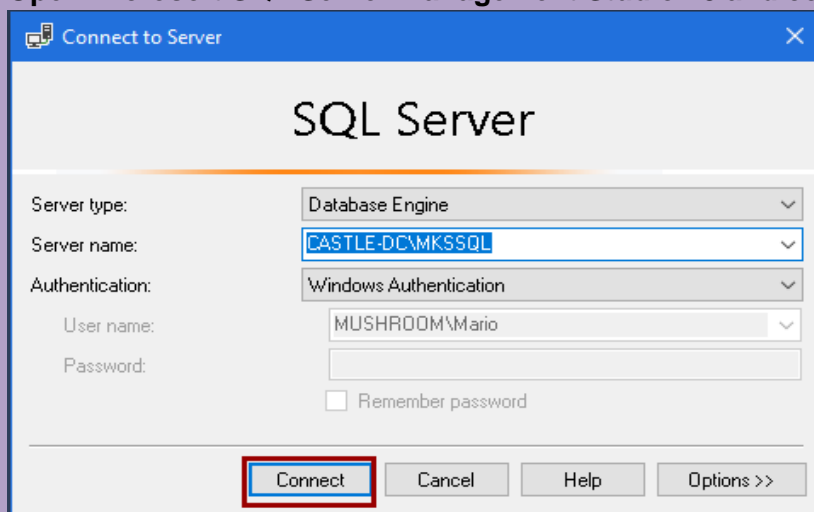 Connect to Server
SQL Server
Server type: Database Engine
Server name: CASTLE-DC\MKSSQL
Authentication: Windows Authentication
User name: MUSHROOM\Mario
Password:
Remember password
Connect Cancel Help Options >>